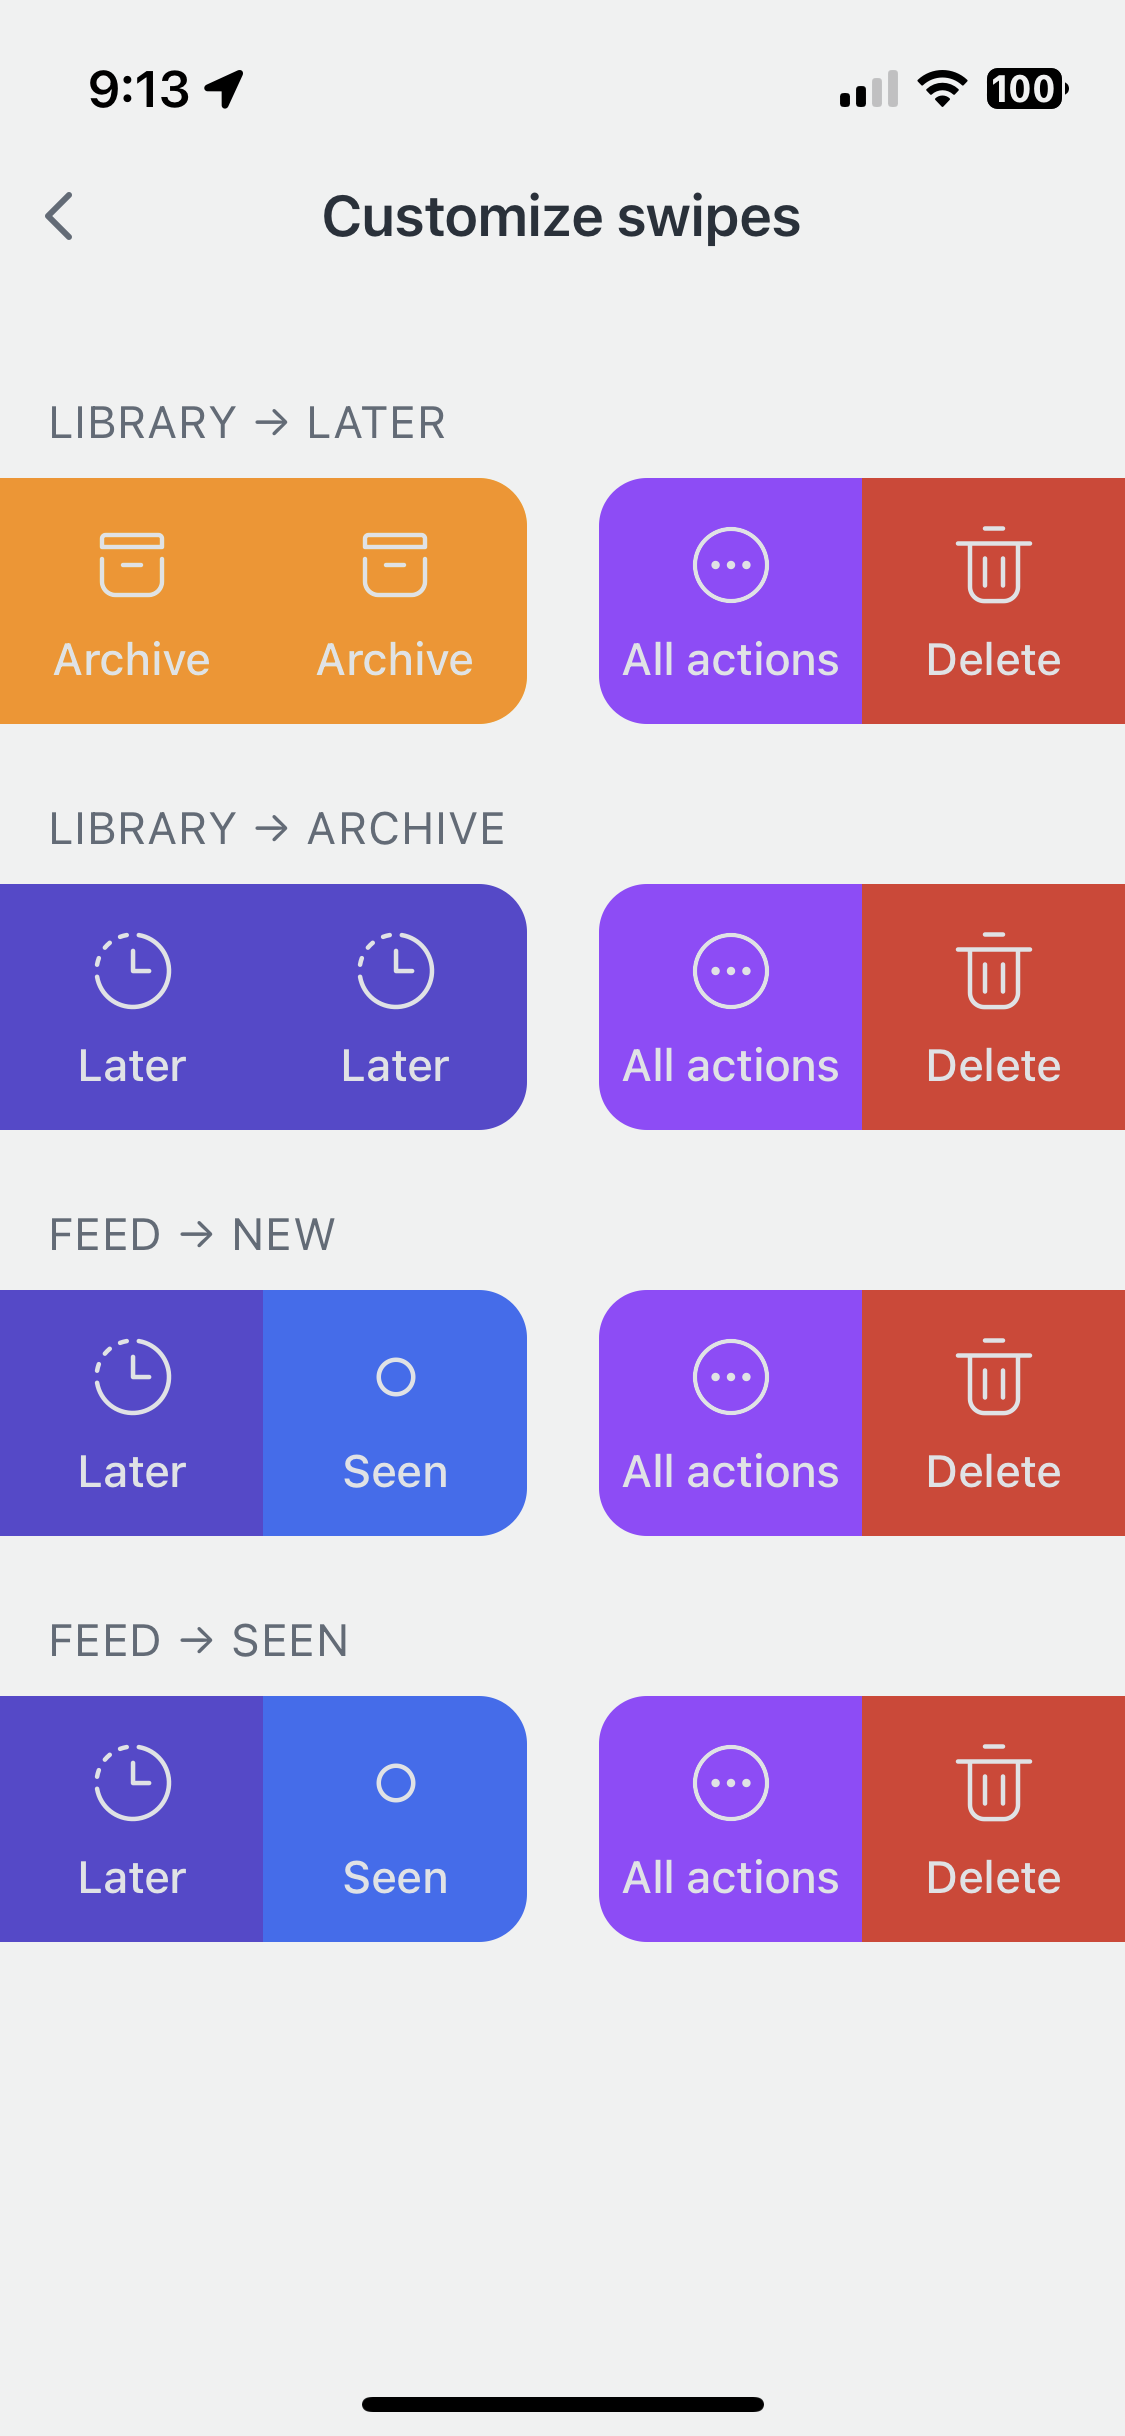 9:13 100
Customize swipes
LIBRARY → LATER
Archive Archive All actions Delete
LIBRARY → ARCHIVE
Later Later All actions Delete
FEED → NEW
Later Seen All actions Delete
FEED → SEEN
Later Seen All actions Delete